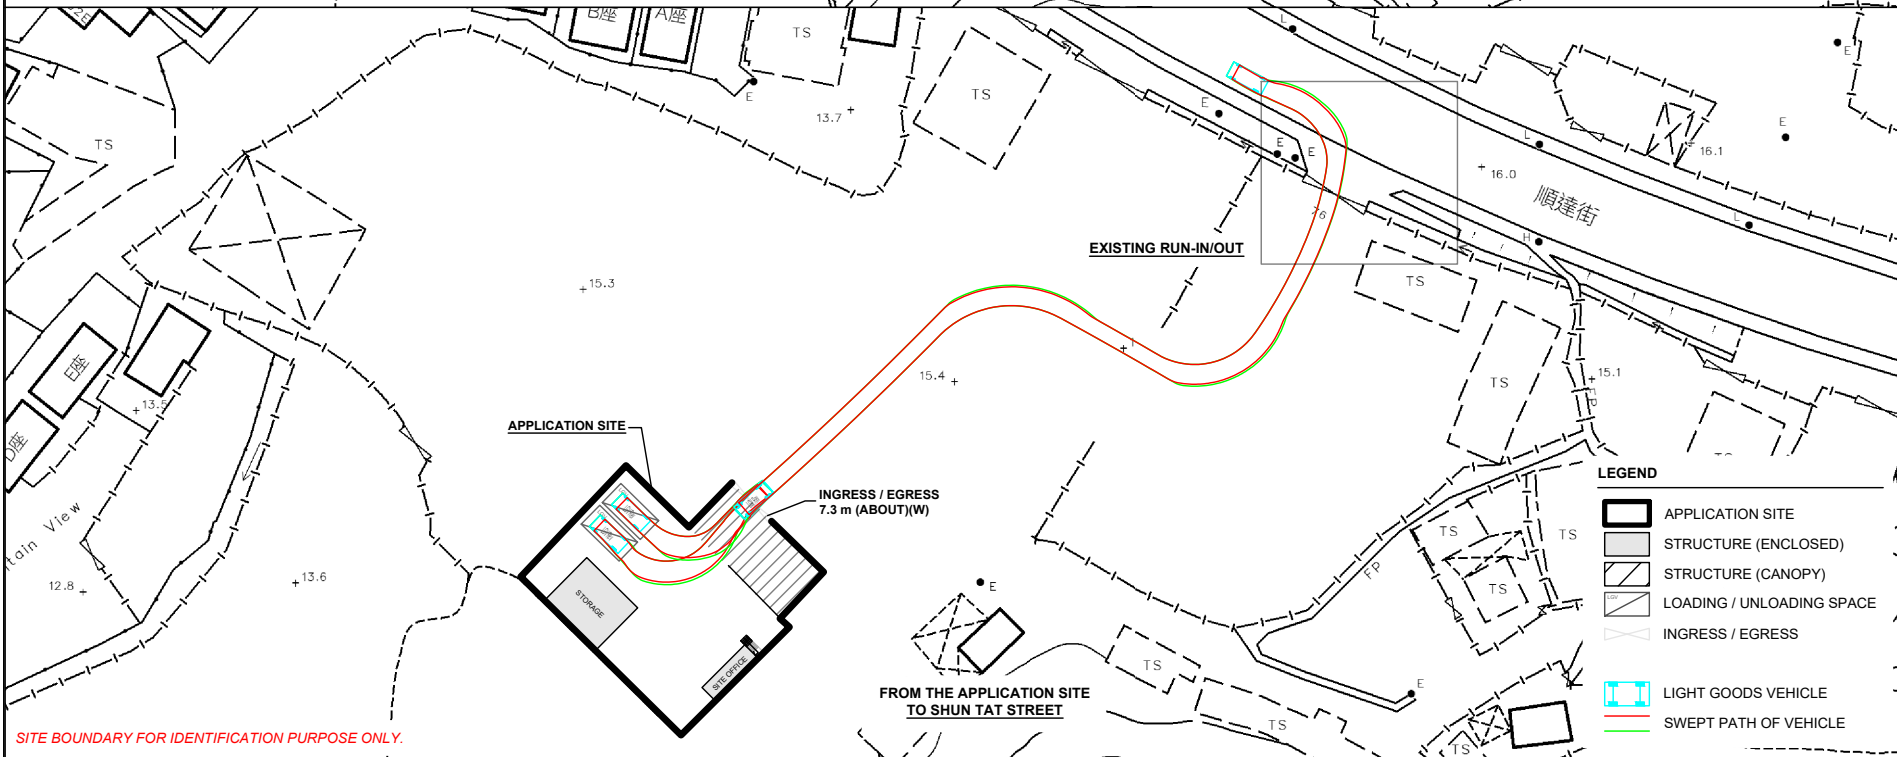 B座
A座
TS
TS
TS
E
13.7
E
E
E
L
L
L
E
E
16.1
16.0
順達街
76
H
EXISTING RUN-IN/OUT
TS
15.3
15.4
TS
15.1
FP
E座
13.5
D座
APPLICATION SITE
INGRESS / EGRESS
7.3 m (ABOUT)(W)
STORAGE
SITE OFFICE
tain View
12.8
13.6
E
FP
TS
TS
TS
TS
TS
TS
E
FROM THE APPLICATION SITE
TO SHUN TAT STREET
LEGEND
APPLICATION SITE
STRUCTURE (ENCLOSED)
STRUCTURE (CANOPY)
LGV
LOADING / UNLOADING SPACE
INGRESS / EGRESS
LIGHT GOODS VEHICLE
SWEPT PATH OF VEHICLE
SITE BOUNDARY FOR IDENTIFICATION PURPOSE ONLY.